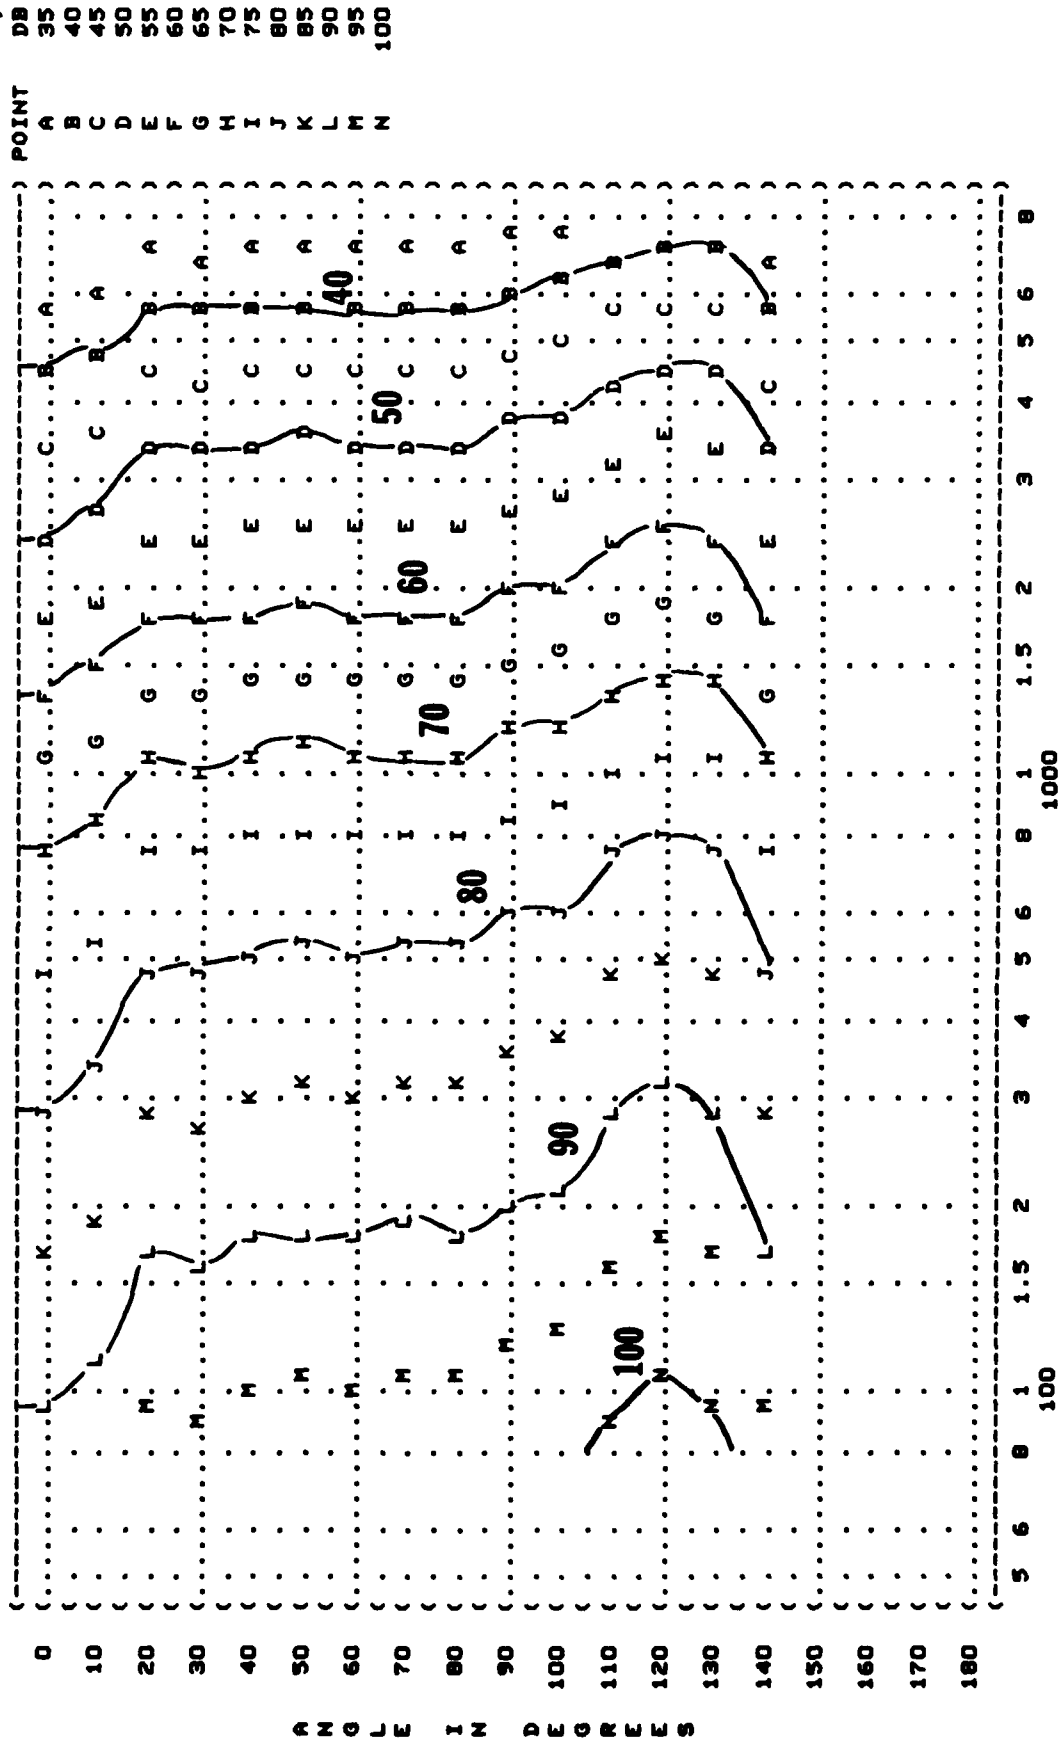 POINT DB
A 35
B 40
C 45
D 50
E 55
F 60
G 65
H 70
I 75
J 80
K 85
L 90
M 95
N 100
ANGLE IN DEGREES
0 L K J I H G F E D C B A
10 L K J I H G F E D C B A
20 M L K J I H G F E D C B A
30 M L K J I H G F E D C B A
40 M L K J I H G F E D C B A
50 M L K J I H G F E D C B A
60 M L K J I H G F E D C B A
70 M L K J I H G F E D C B A
80 M L K J I H G F E D C B A
90 M L K J I H G F E D C B A
100 M L K J I H G F E D C B A
110 N M L K J I H G F E D C B
120 N M L K J I H G F E D C B
130 N M L K J I H G F E D C B
140 M L K J I H G F E D C B A
150
160
170
180
100 90 80 70 60 50 40
5 6 8 1 1.5 2 3 4 5 6 8 1 1.5 2 3 4 5 6 8
100 1000